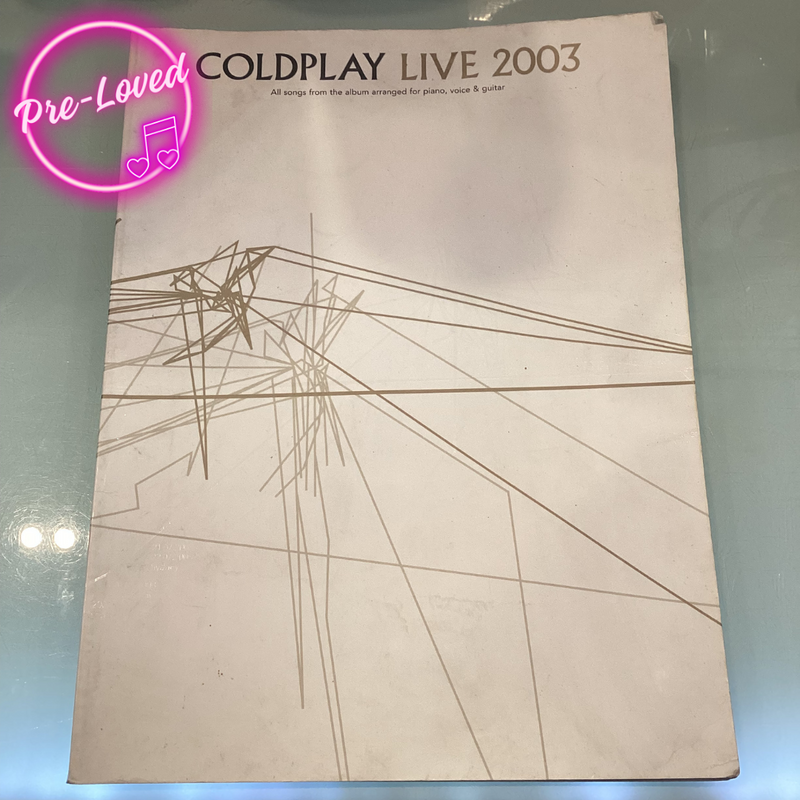 Pre-Loved
COLDPLAY LIVE 2003
All songs from the album arranged for piano, voice & guitar